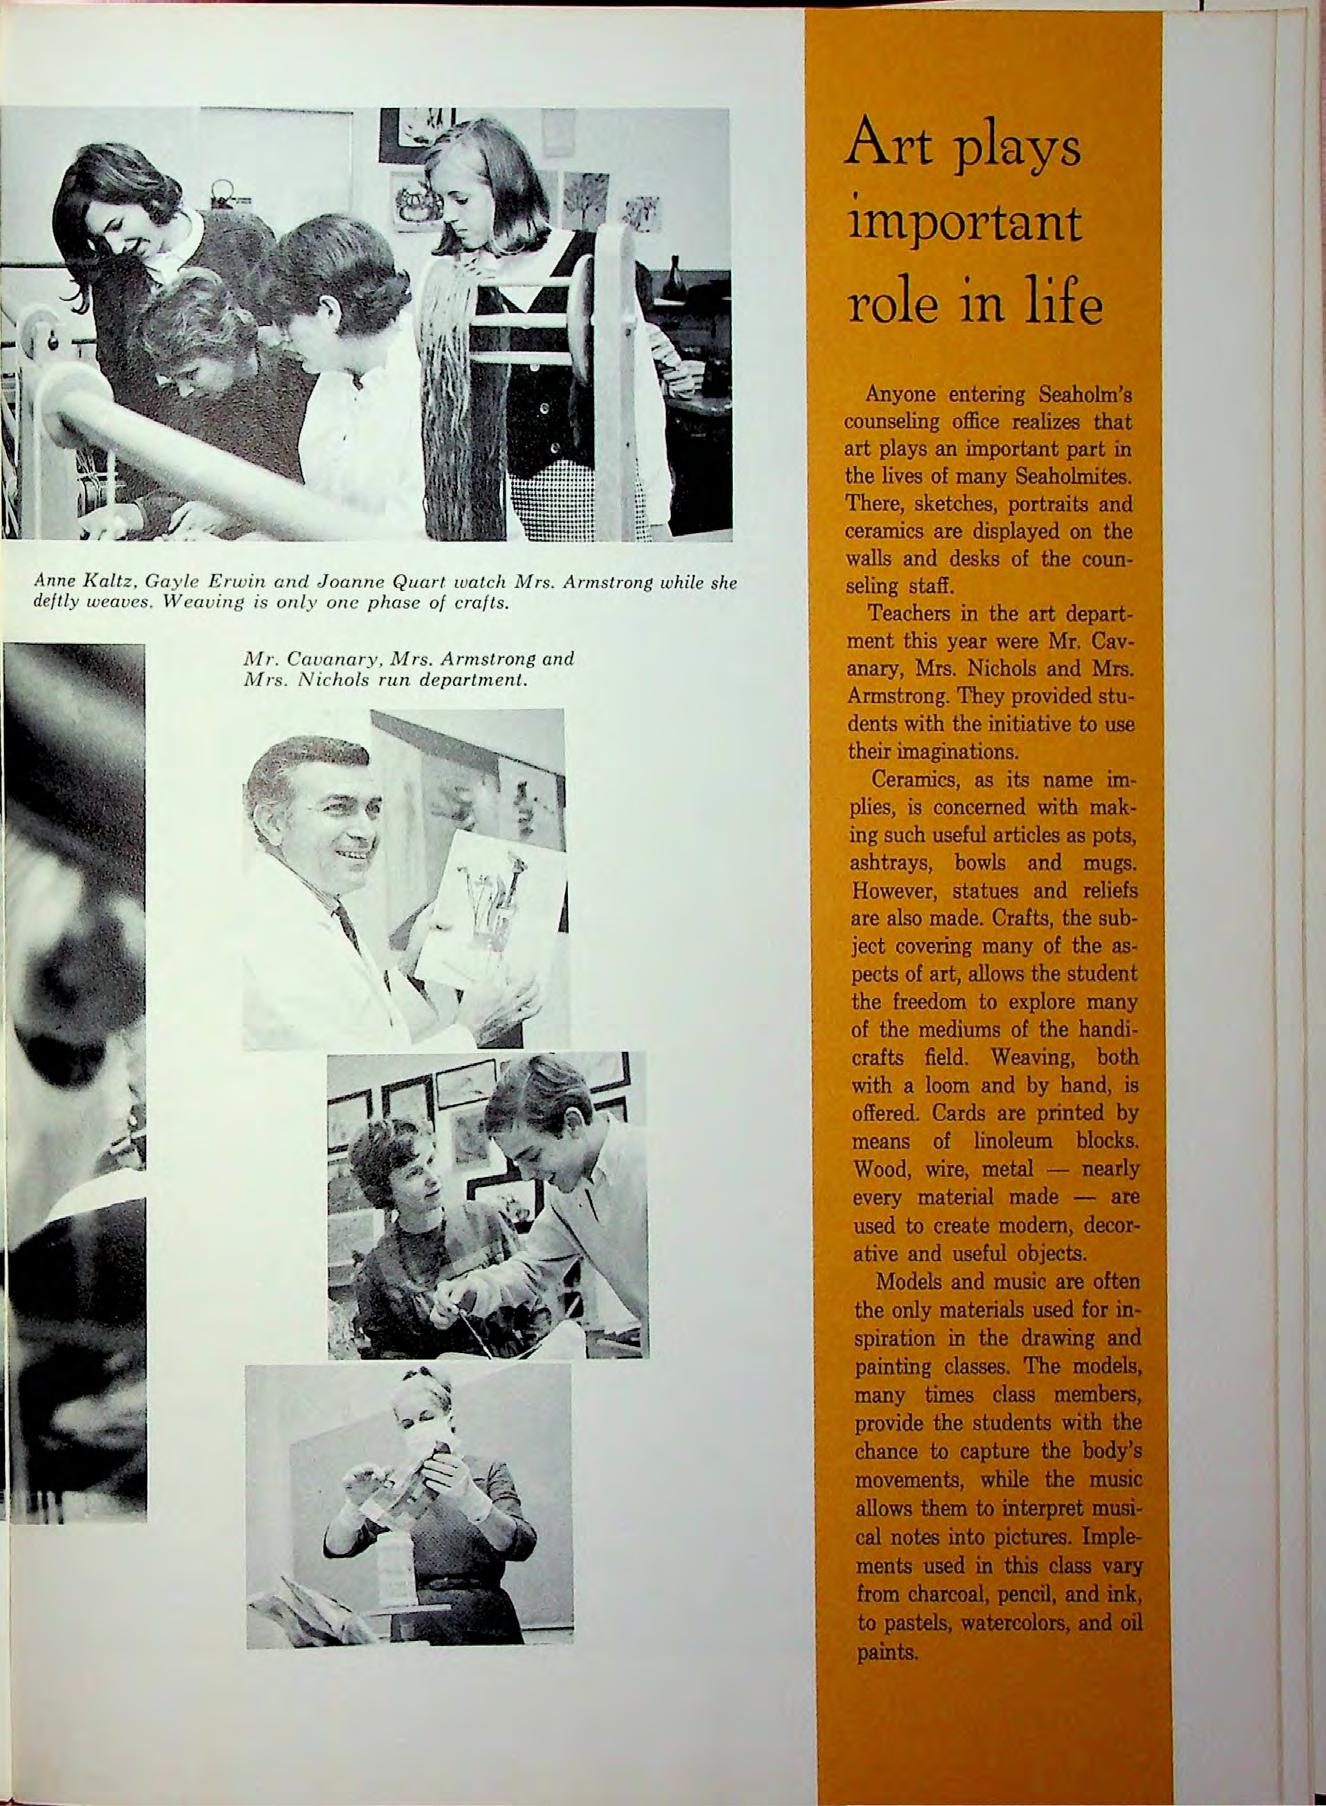 Anne Kaltz, Gayle Erwin and Joanne Quart watch Mrs. Armstrong while she
deftly weaves. Weaving is only one phase of crafts.
Mr. Cavanary, Mrs. Armstrong and
Mrs. Nichols run department.
Art plays
important
role in life
Anyone entering Seaholm's
counseling office realizes that
art plays an important part in
the lives of many Seaholmites.
There, sketches, portraits and
ceramics are displayed on the
walls and desks of the coun-
seling staff.
Teachers in the art depart-
ment this year were Mr. Cav-
anary, Mrs. Nichols and Mrs.
Armstrong. They provided stu-
dents with the initiative to use
their imaginations.
Ceramics, as its name im-
plies, is concerned with mak-
ing such useful articles as pots,
ashtrays, bowls and mugs.
However, statues and reliefs
are also made. Crafts, the sub-
ject covering many of the as-
pects of art, allows the student
the freedom to explore many
of the mediums of the handi-
crafts field. Weaving, both
with a loom and by hand, is
offered. Cards are printed by
means of linoleum blocks.
Wood, wire, metal — nearly
every material made — are
used to create modern, decor-
ative and useful objects.
Models and music are often
the only materials used for in-
spiration in the drawing and
painting classes. The models,
many times class members,
provide the students with the
chance to capture the body's
movements, while the music
allows them to interpret musi-
cal notes into pictures. Imple-
ments used in this class vary
from charcoal, pencil, and ink,
to pastels, watercolors, and oil
paints.